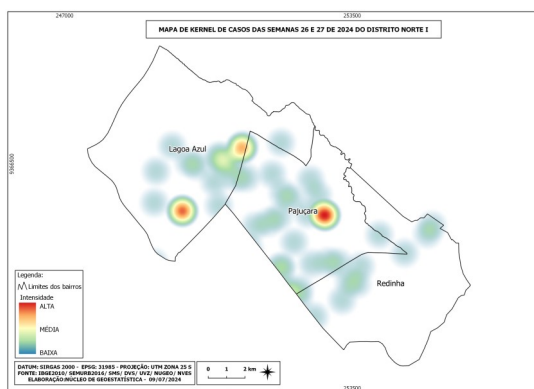 247000
253500
MAPA DE KERNEL DE CASOS DAS SEMANAS 26 E 27 DE 2024 DO DISTRITO NORTE I
9366500
Lagoa Azul
Pajuçara
Redinha
Legenda:
Limites dos bairros
Intensidade
ALTA
MÉDIA
BAIXA
DATUM: SIRGAS 2000 - EPSG: 31985 - PROJEÇÃO: UTM ZONA 25 S
FONTE: IBGE2010/ SEMURB2016/ SMS/ DVS/ UVZ/ NUGEO/ NVES
ELABORAÇÃO:NÚCLEO DE GEOESTATÍSTICA - 09/07/2024
0 1 2 km
253500